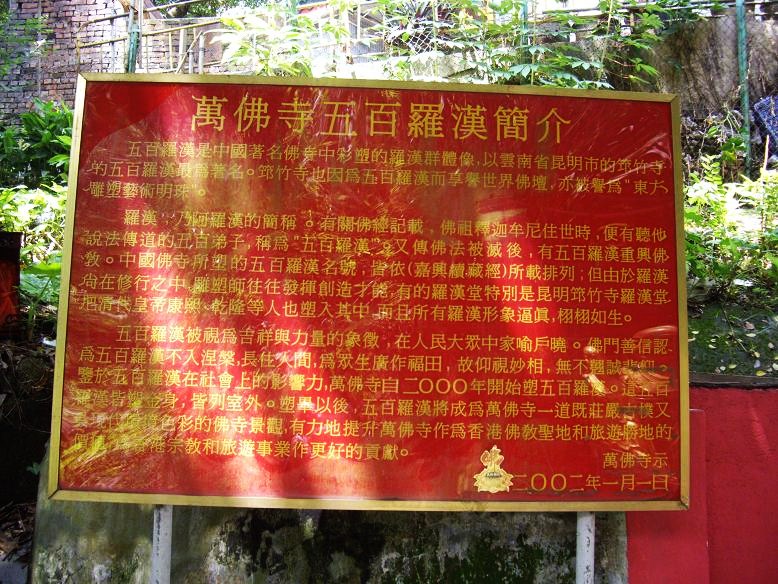 萬佛寺五百羅漢簡介
五百羅漢是中國著名佛寺中彩塑的羅漢群體像，以雲南省昆明市的筇竹寺
的五百羅漢最爲著名。筇竹寺也因爲五百羅漢而享譽世界佛壇，亦被譽爲"東方
雕塑藝術明珠"。
羅漢，乃阿羅漢的簡稱。有關佛經記載，佛祖釋迦牟尼住世時，便有聽他
說法傳道的五百弟子，稱爲"五百羅漢"。又傳佛法被滅後，有五百羅漢重興佛
教。中國佛寺所塑的五百羅漢名號，皆依(嘉興續藏經)所載排列；但由於羅漢
尚在修行之中，雕塑師往往發揮創造才能，有的羅漢堂特別是昆明筇竹寺羅漢堂
把清代皇帝康熙、乾隆等人也塑入其中，而且所有羅漢形象逼眞，栩栩如生。
五百羅漢被視爲吉祥與力量的象徵，在人民大眾中家喻戶曉。佛門善信認
爲五百羅漢不入涅槃，長住人間，爲眾生廣作福田，故仰視妙相，無不
鑒於五百羅漢在社會上的影響力，萬佛寺自二〇〇〇年開始塑五百羅漢。這五百
羅漢皆塑金身，皆列室外。塑畢以後，五百羅漢將成爲萬佛寺一道既莊嚴古樸又
色彩的佛寺景觀，有力地提升萬佛寺作爲香港佛敎聖地和旅遊勝地的
香港宗敎和旅遊事業作更好的貢獻。
萬佛寺示
二〇〇二年一月一日